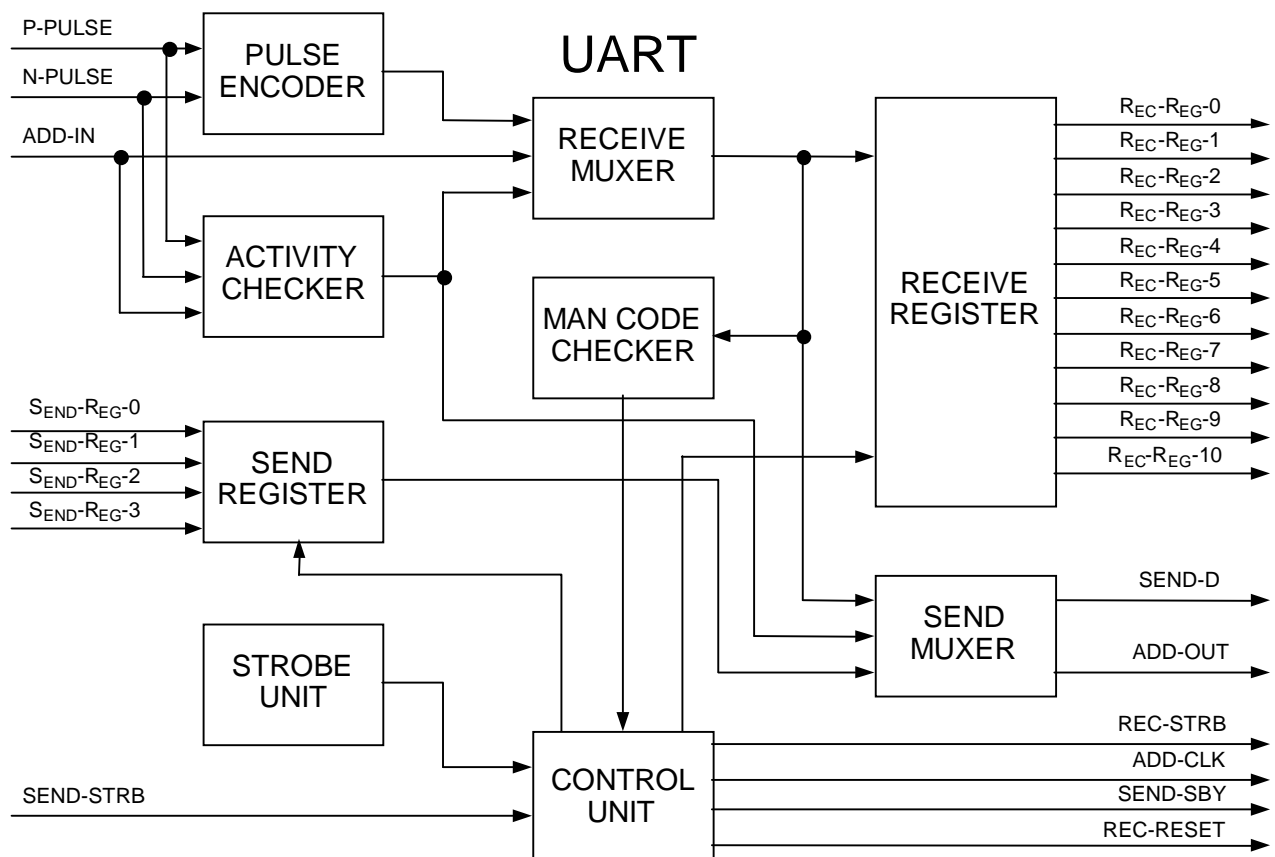 UART
P-PULSE
N-PULSE
ADD-IN
PULSE
ENCODER
ACTIVITY
CHECKER
RECEIVE
MUXER
MAN CODE
CHECKER
RECEIVE
REGISTER
REC-REG-0
REC-REG-1
REC-REG-2
REC-REG-3
REC-REG-4
REC-REG-5
REC-REG-6
REC-REG-7
REC-REG-8
REC-REG-9
REC-REG-10
SEND-REG-0
SEND-REG-1
SEND-REG-2
SEND-REG-3
SEND
REGISTER
STROBE
UNIT
SEND-STRB
CONTROL
UNIT
SEND
MUXER
SEND-D
ADD-OUT
REC-STRB
ADD-CLK
SEND-SBY
REC-RESET